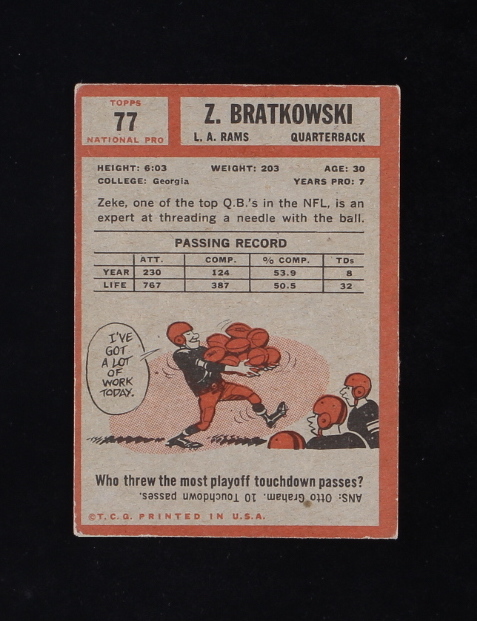 TOPPS
77
NATIONAL PRO
Z. BRATKOWSKI
L. A. RAMS QUARTERBACK
HEIGHT: 6:03 WEIGHT: 203 AGE: 30
COLLEGE: Georgia YEARS PRO: 7
Zeke, one of the top Q.B.'s in the NFL, is an
expert at threading a needle with the ball.
PASSING RECORD
ATT. COMP. % COMP. TDs
YEAR 230 124 53.9 8
LIFE 767 387 50.5 32
I'VE
GOT
A LOT
OF
WORK
TODAY.
Who threw the most playoff touchdown passes?
ANS: Otto Graham. 10 Touchdown passes.
©T.C.G. PRINTED IN U.S.A.